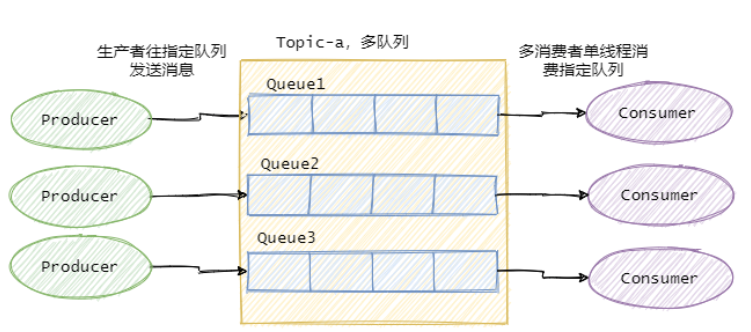 生产者往指定队列
发送消息
Topic-a，多队列
多消费者单线程消
费指定队列
Queue1
Producer
Consumer
Queue2
Producer
Consumer
Queue3
Producer
Consumer